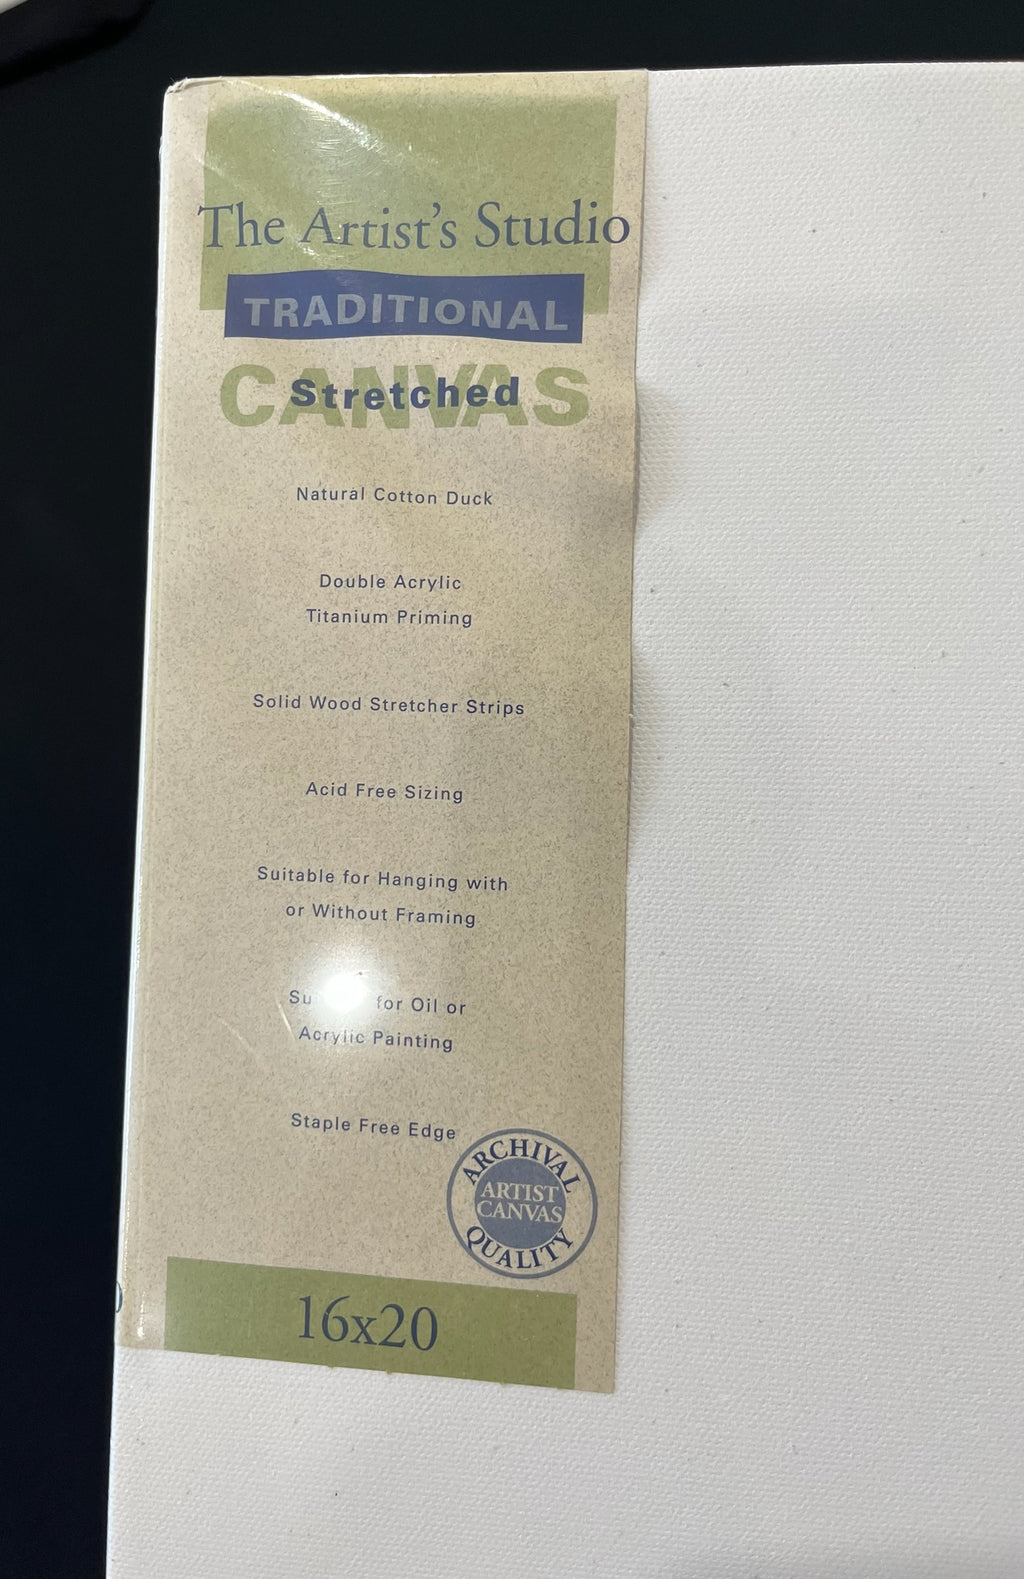 The Artist's Studio
TRADITIONAL
CANVAS
Stretched
Natural Cotton Duck
Double Acrylic
Titanium Priming
Solid Wood Stretcher Strips
Acid Free Sizing
Suitable for Hanging with
or Without Framing
for Oil or
Acrylic Painting
Staple Free Edge
ARCHIVAL
ARTIST
CANVAS
QUALITY
16x20